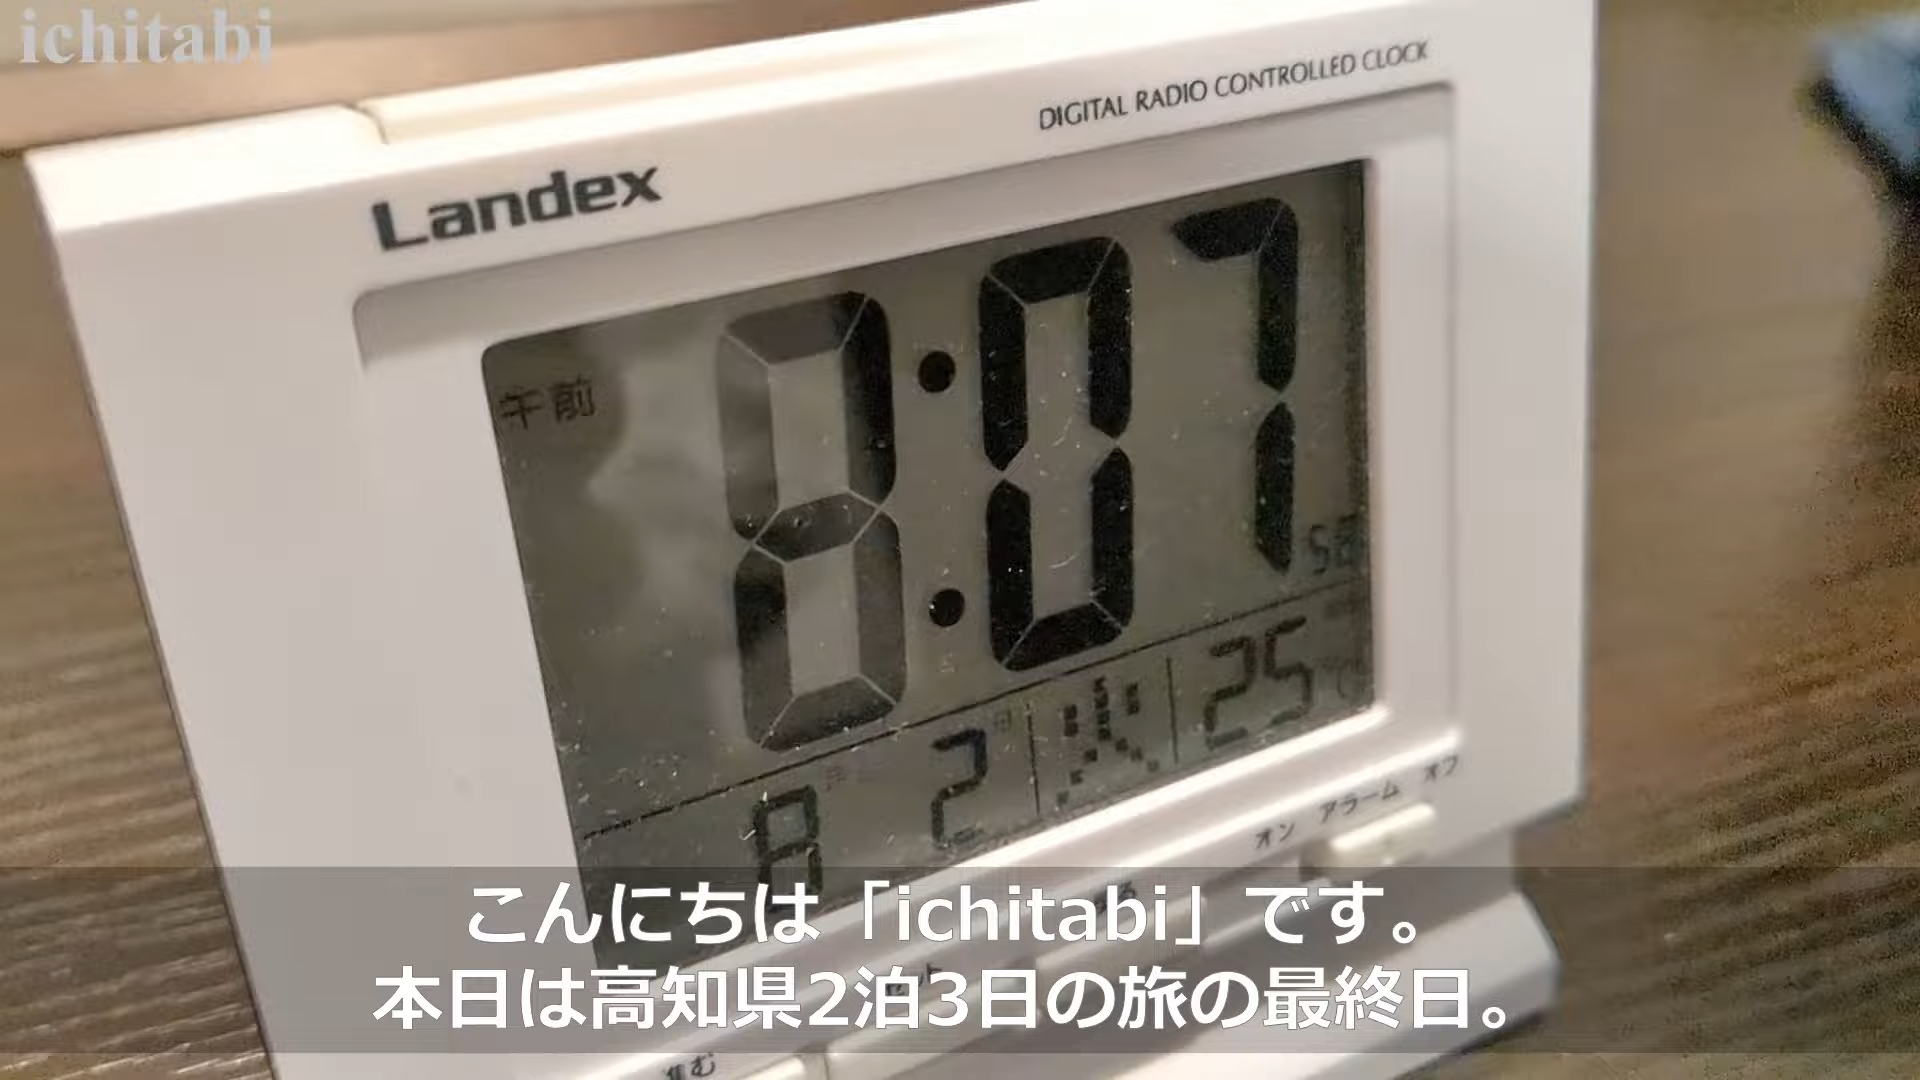 ichitabi
DIGITAL RADIO CONTROLLED CLOCK
Landex
午前
8:07
8 2 火 25
オン アラーム オフ
こんにちは「ichitabi」です。
本日は高知県2泊3日の旅の最終日。